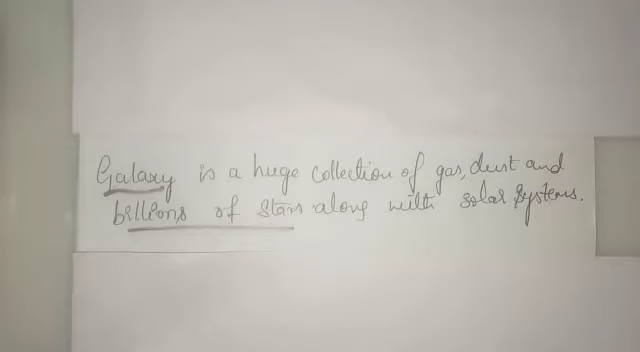 Galaxy is a huge collection of gas, dust and
billions of stars along with solar systems.